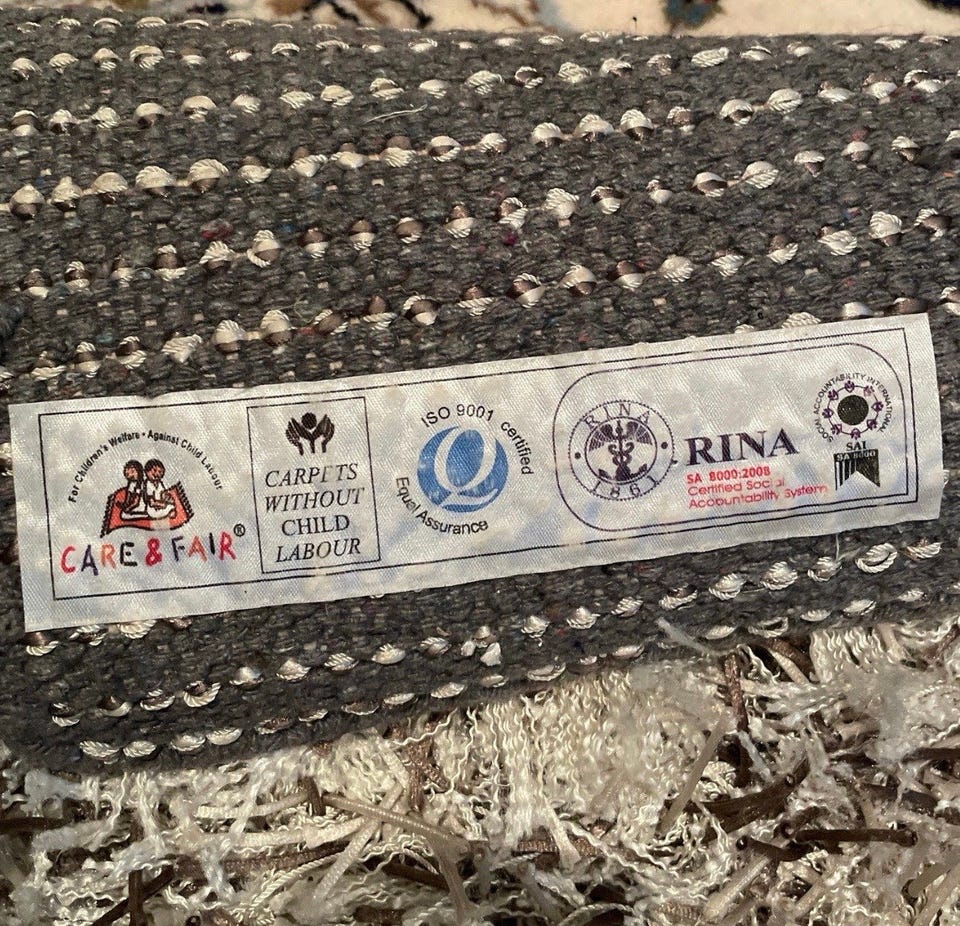 For Children's Welfare • Against Child Labour
CARE & FAIR®
CARPETS
WITHOUT
CHILD
LABOUR
ISO 9001 certified
Q
Equal Assurance
RINA
1861
RINA
SA 8000:2008
Certified Social
Accountability System
SOCIAL ACCOUNTABILITY INTERNATIONAL
SAI
SA 8000